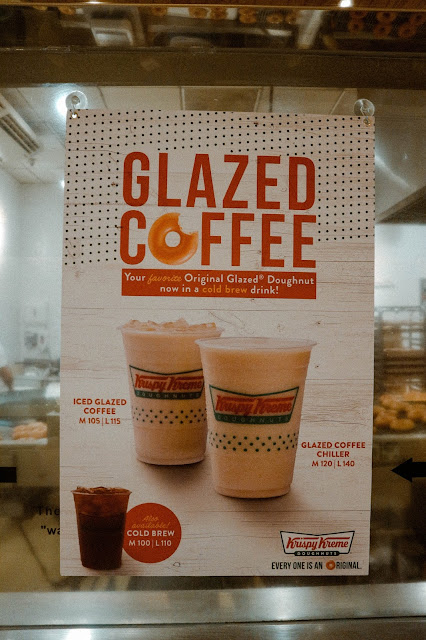 GLAZED
COFFEE
Your favorite Original Glazed® Doughnut
now in a cold brew drink!
Krispy Kreme
DOUGHNUTS
Krispy Kreme
DOUGHNUTS
ICED GLAZED
COFFEE
M 105 | L 115
GLAZED COFFEE
CHILLER
M 120 | L 140
Also
available!
COLD BREW
M 100 | L 110
Krispy Kreme
DOUGHNUTS
EVERY ONE IS AN ORIGINAL.